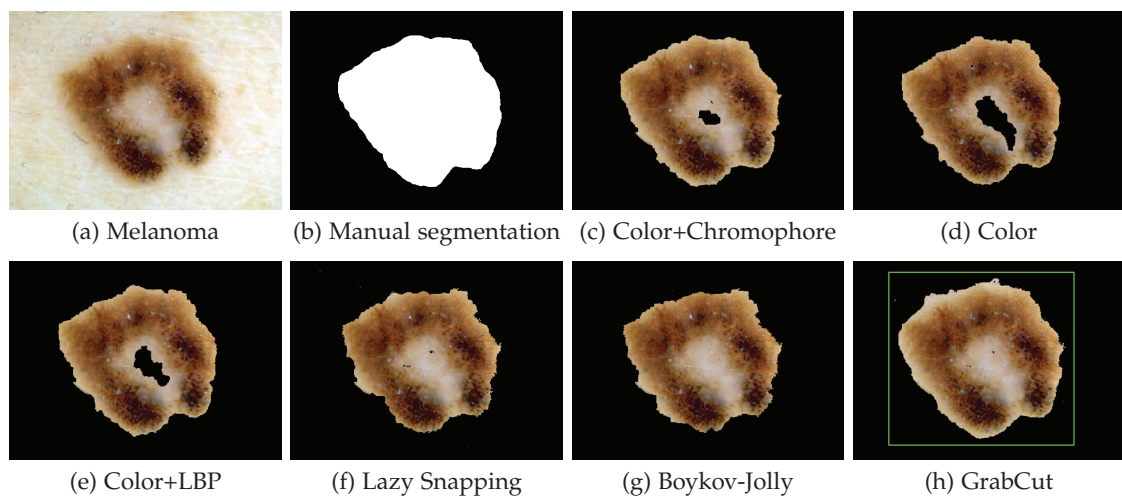 (a) Melanoma
(b) Manual segmentation
(c) Color+Chromophore
(d) Color
(e) Color+LBP
(f) Lazy Snapping
(g) Boykov-Jolly
(h) GrabCut